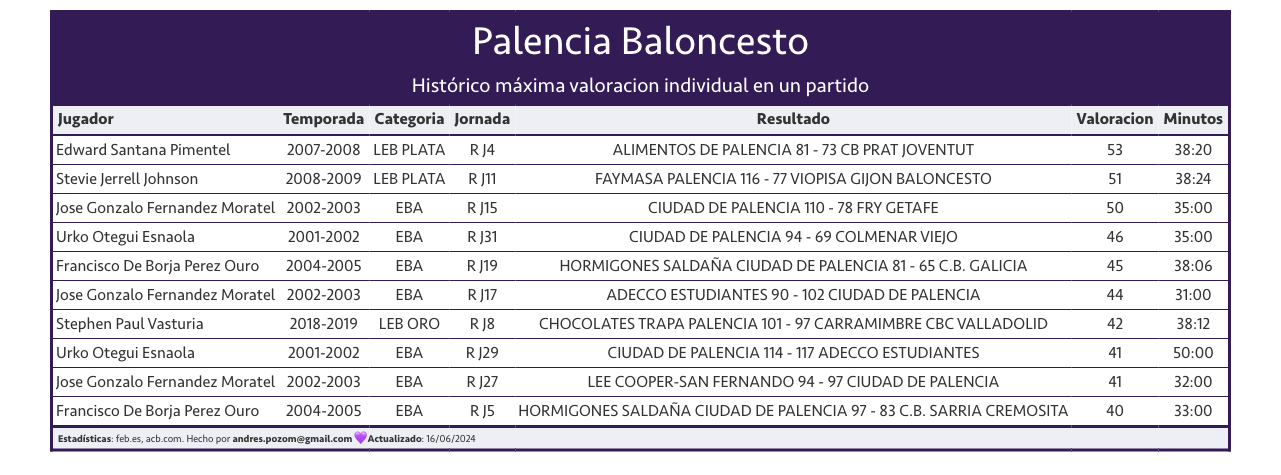 Palencia Baloncesto
Histórico máxima valoracion individual en un partido
Jugador Temporada Categoria Jornada Resultado Valoracion Minutos
Edward Santana Pimentel 2007-2008 LEB PLATA R J4 ALIMENTOS DE PALENCIA 81 - 73 CB PRAT JOVENTUT 53 38:20
Stevie Jerrell Johnson 2008-2009 LEB PLATA R J11 FAYMASA PALENCIA 116 - 77 VIOPISA GIJON BALONCESTO 51 38:24
Jose Gonzalo Fernandez Moratel 2002-2003 EBA R J15 CIUDAD DE PALENCIA 110 - 78 FRY GETAFE 50 35:00
Urko Otegui Esnaola 2001-2002 EBA R J31 CIUDAD DE PALENCIA 94 - 69 COLMENAR VIEJO 46 35:00
Francisco De Borja Perez Ouro 2004-2005 EBA R J19 HORMIGONES SALDAÑA CIUDAD DE PALENCIA 81 - 65 C.B. GALICIA 45 38:06
Jose Gonzalo Fernandez Moratel 2002-2003 EBA R J17 ADECCO ESTUDIANTES 90 - 102 CIUDAD DE PALENCIA 44 31:00
Stephen Paul Vasturia 2018-2019 LEB ORO R J8 CHOCOLATES TRAPA PALENCIA 101 - 97 CARRAMIMBRE CBC VALLADOLID 42 38:12
Urko Otegui Esnaola 2001-2002 EBA R J29 CIUDAD DE PALENCIA 114 - 117 ADECCO ESTUDIANTES 41 50:00
Jose Gonzalo Fernandez Moratel 2002-2003 EBA R J27 LEE COOPER-SAN FERNANDO 94 - 97 CIUDAD DE PALENCIA 41 32:00
Francisco De Borja Perez Ouro 2004-2005 EBA R J5 HORMIGONES SALDAÑA CIUDAD DE PALENCIA 97 - 83 C.B. SARRIA CREMOSITA 40 33:00
Estadísticas: feb.es, acb.com. Hecho por andres.pozom@gmail.com 💜Actualizado: 16/06/2024